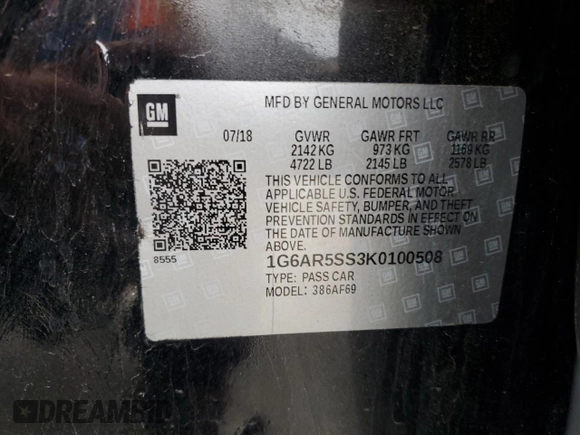 GM
MFD BY GENERAL MOTORS LLC
07/18 GVWR GAWR FRT GAWR RR
2142 KG 973 KG 1169 KG
4722 LB 2145 LB 2578 LB
THIS VEHICLE CONFORMS TO ALL
APPLICABLE U.S. FEDERAL MOTOR
VEHICLE SAFETY, BUMPER, AND THEFT
PREVENTION STANDARDS IN EFFECT ON
THE DATE OF MANUFACTURE SHOWN
ABOVE.
8555
1G6AR5SS3K0100508
TYPE: PASS CAR
MODEL: 386AF69
DREAMBID